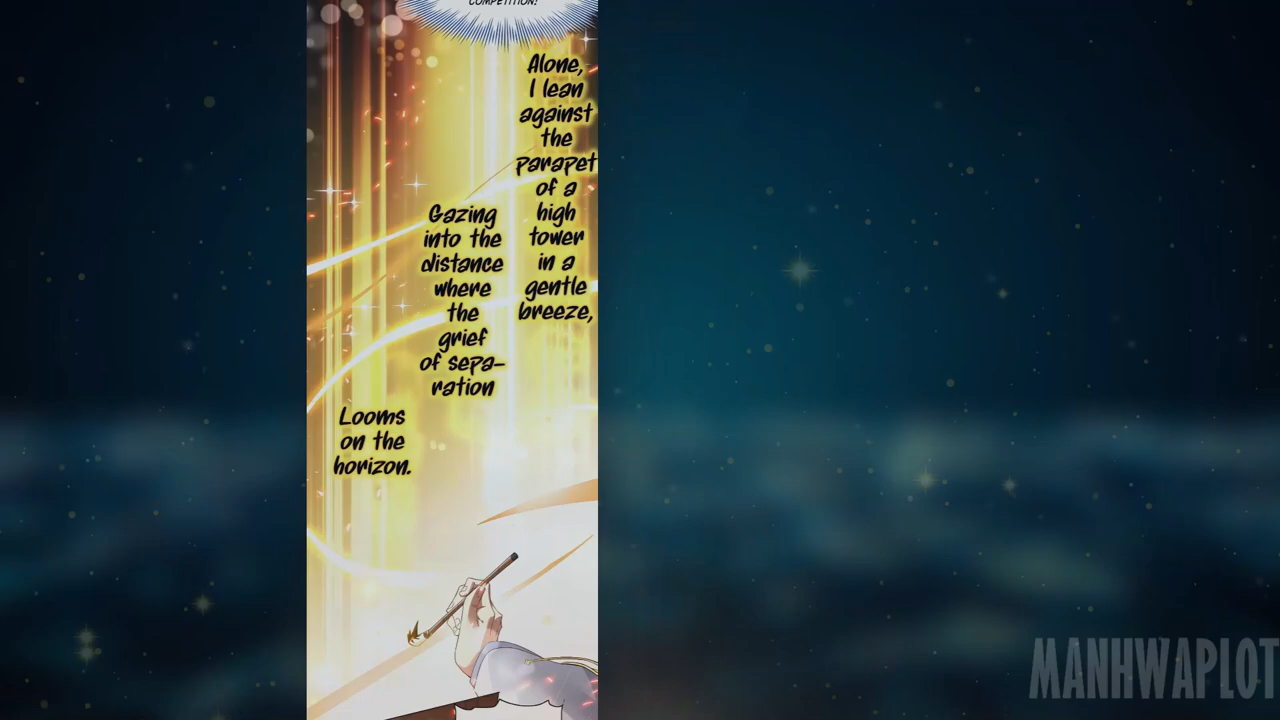 COMPETITION!
Alone,
I lean
against
the
parapet
of a
high
tower
in a
gentle
breeze,
Gazing
into the
distance
where
the
grief
of sepa-
ration
Looms
on the
horizon.
MANHWAPLOT